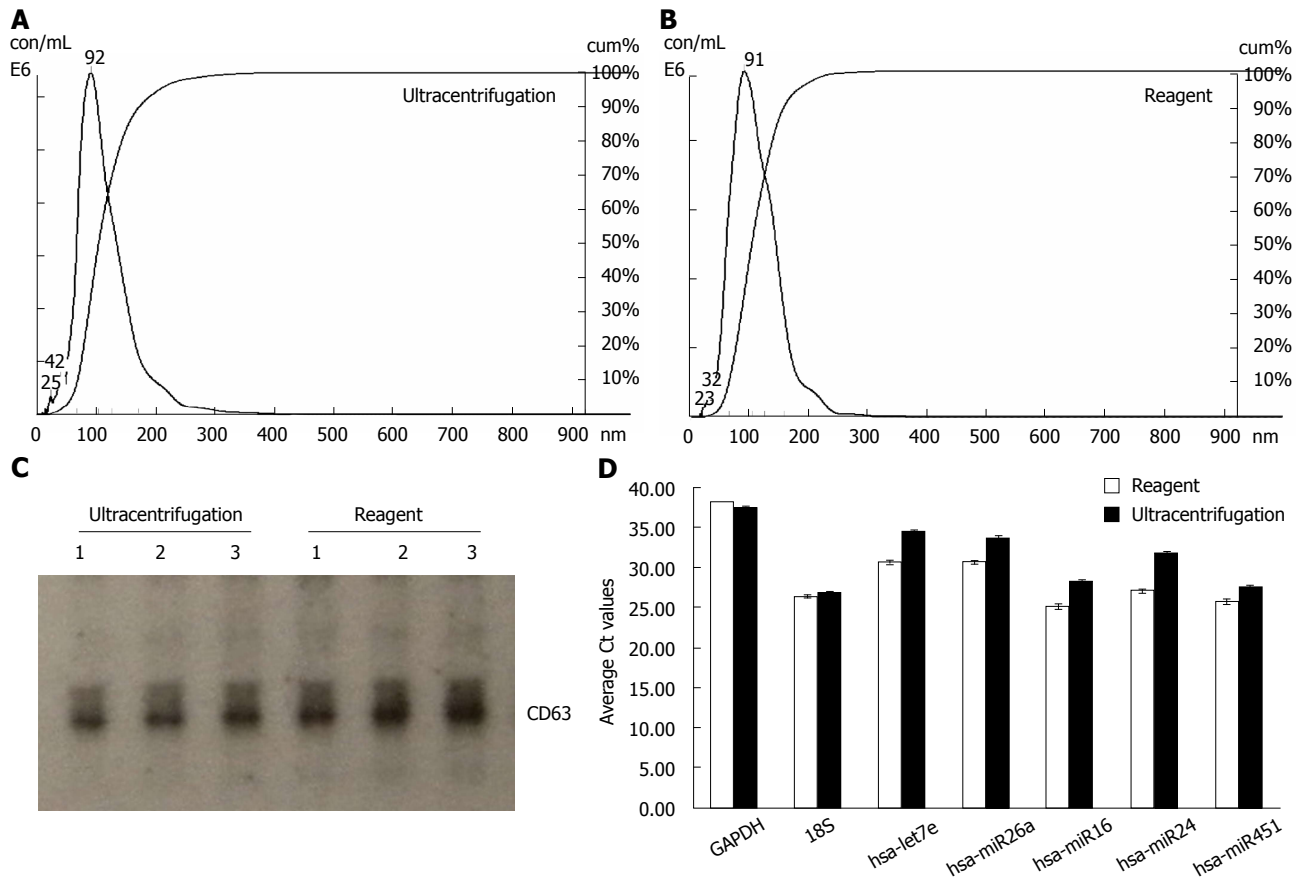 A
con/mL
E6
92
cum%
100%
Ultracentrifugation
90%
80%
70%
60%
50%
40%
30%
20%
10%
42
25
0 100 200 300 400 500 600 700 800 900 nm
B
con/mL
E6
91
cum%
100%
Reagent
90%
80%
70%
60%
50%
40%
30%
20%
10%
32
23
0 100 200 300 400 500 600 700 800 900 nm
C
Ultracentrifugation Reagent
1 2 3 1 2 3
CD63
D
Reagent
Ultracentrifugation
Average Ct values
40.00
35.00
30.00
25.00
20.00
15.00
10.00
5.00
0.00
GAPDH
18S
hsa-let7e
hsa-miR26a
hsa-miR16
hsa-miR24
hsa-miR451